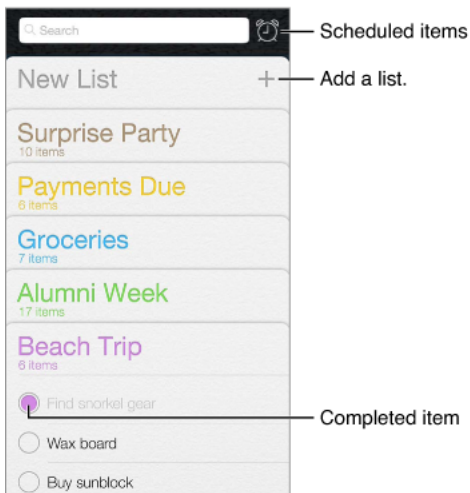 Search
Scheduled items
New List
Add a list.
Surprise Party
10 items
Payments Due
6 items
Groceries
7 items
Alumni Week
17 items
Beach Trip
6 items
Find snorkel gear
Completed item
Wax board
Buy sunblock